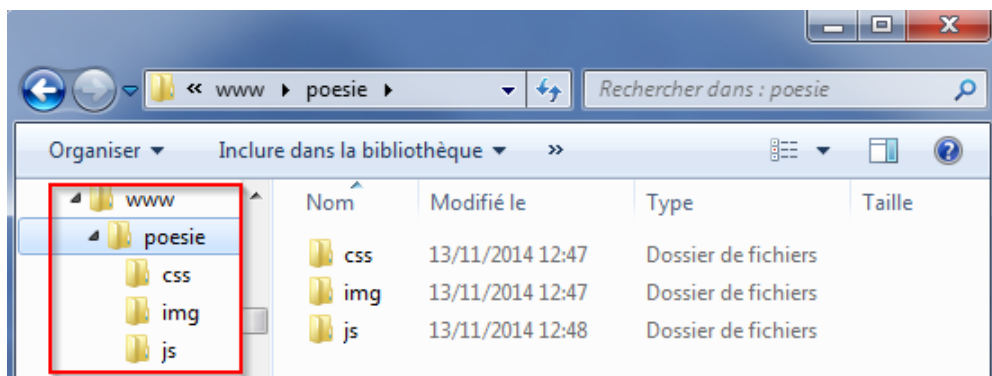 « www poesie
Rechercher dans : poesie
Organiser Inclure dans la bibliothèque »
www
poesie
css
img
js
Nom Modifié le Type Taille
css 13/11/2014 12:47 Dossier de fichiers
img 13/11/2014 12:47 Dossier de fichiers
js 13/11/2014 12:48 Dossier de fichiers